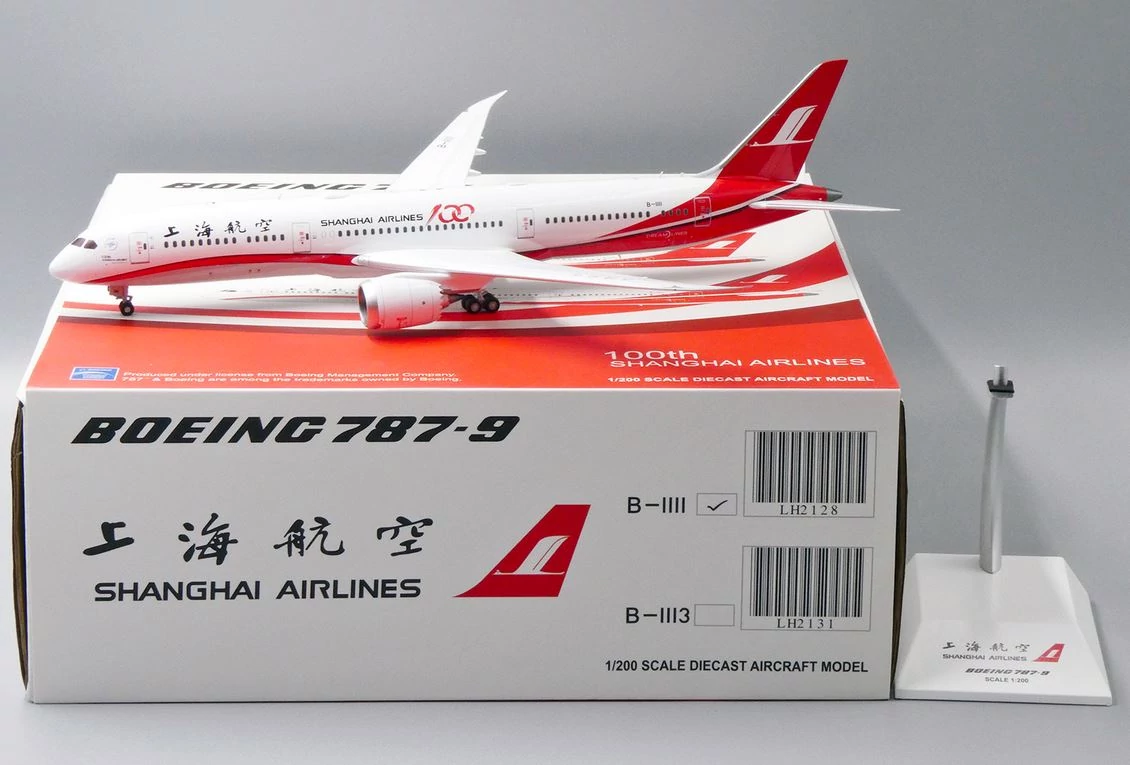 BOEING 7
上海航空 SHANGHAI AIRLINES 100
B-1111
DREAMLINER
100th
SHANGHAI AIRLINES
Produced under license from Boeing Management Company.
787™ & Boeing are among the trademarks owned by Boeing.
1/200 SCALE DIECAST AIRCRAFT MODEL
BOEING 787-9
上海航空
SHANGHAI AIRLINES
B-1111
LH2128
B-1113
LH2131
1/200 SCALE DIECAST AIRCRAFT MODEL
上海航空
SHANGHAI AIRLINES
BOEING 787-9
SCALE 1:200